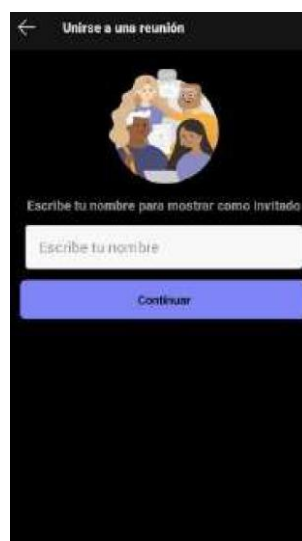 Unirse a una reunión
Escribe tu nombre para mostrar como invitado
Escribe tu nombre
Continuar